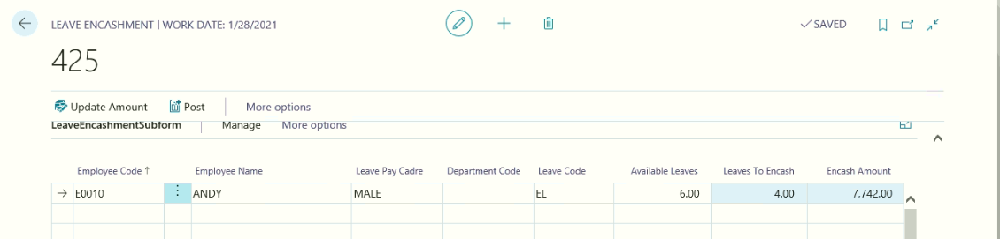 LEAVE ENCASHMENT | WORK DATE: 1/28/2021 SAVED
425
Update Amount Post More options
LeaveEncashmentSubform Manage More options
Employee Code ↑ Employee Name Leave Pay Cadre Department Code Leave Code Available Leaves Leaves To Encash Encash Amount
E0010 ANDY MALE EL 6.00 4.00 7,742.00